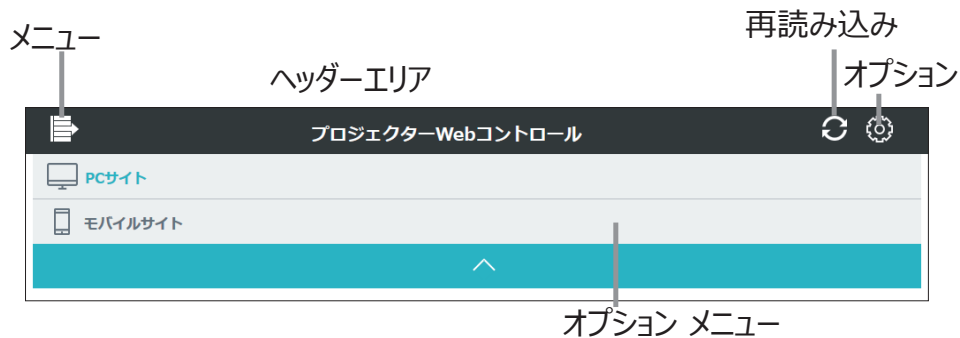 再読み込み
メニュー
ヘッダーエリア
オプション
プロジェクターWebコントロール
PCサイト
モバイルサイト
オプション メニュー